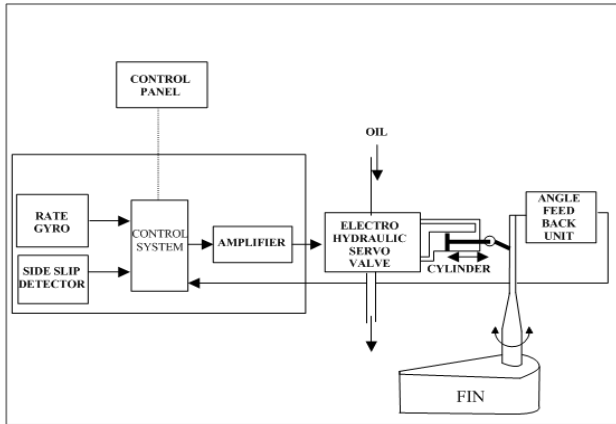 CONTROL
PANEL
OIL
RATE
GYRO
SIDE SLIP
DETECTOR
CONTROL
SYSTEM
AMPLIFIER
ELECTRO
HYDRAULIC
SERVO
VALVE
CYLINDER
ANGLE
FEED
BACK
UNIT
FIN